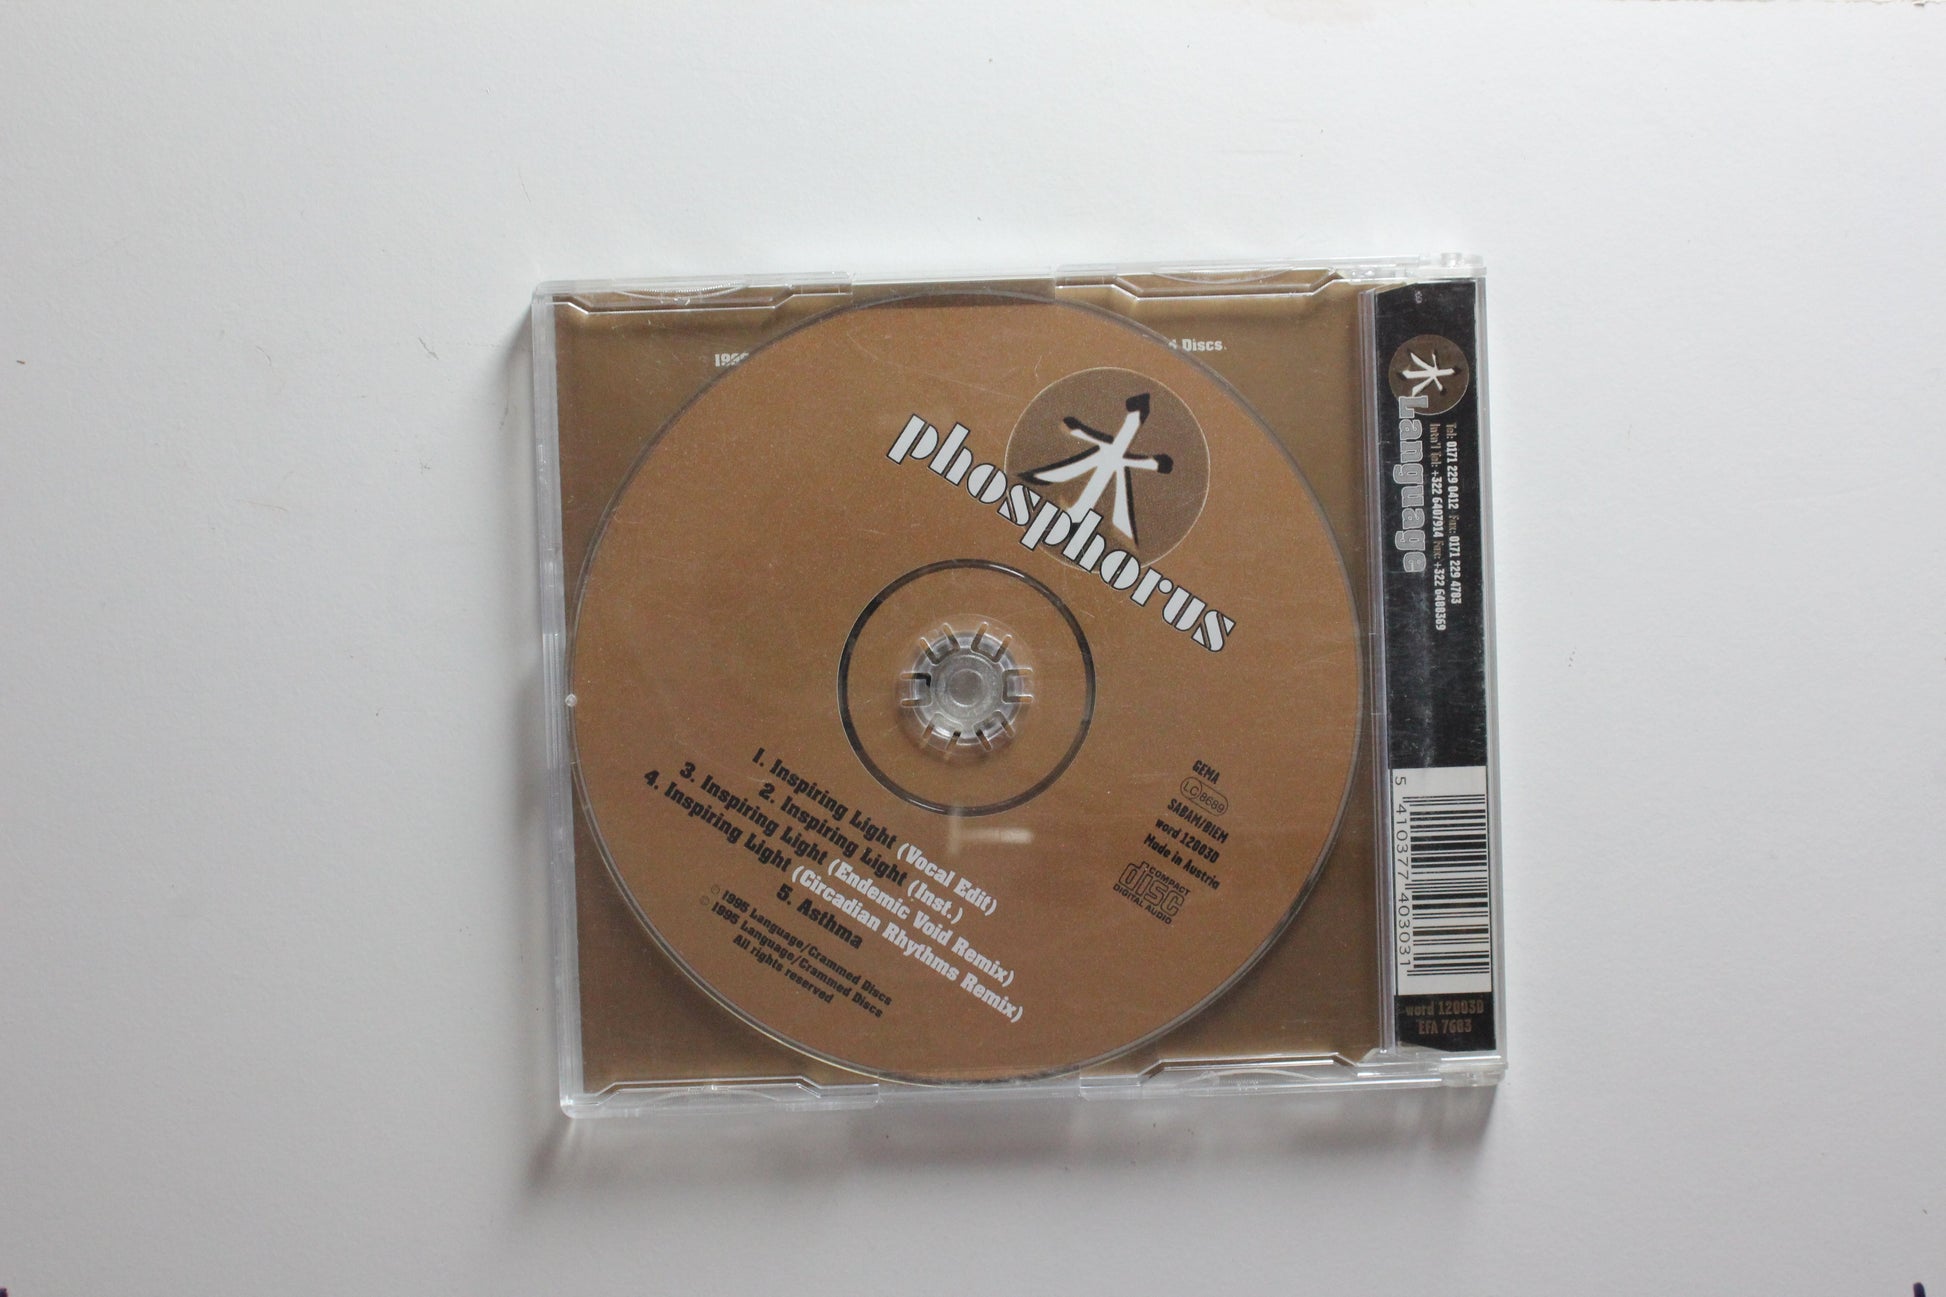 phosphorus
1. Inspiring Light (Vocal Edit)
2. Inspiring Light (Inst.)
3. Inspiring Light (Endemic Void Remix)
4. Inspiring Light (Circadian Rhythms Remix)
5. Asthma
℗ 1995 Language/Crammed Discs
© 1995 Language/Crammed Discs
All rights reserved
GEMA
LC 8689
SABAM/BIEM
word 12003D
Made in Austria
COMPACT
disc
DIGITAL AUDIO
Discs.
木
Language
Tel: 0171 229 0412 Fax: 0171 229 4783
Intn'l Tel: +322 6407914 Fax: +322 6488369
5 410377 403031
word 12003D
EFA 7603